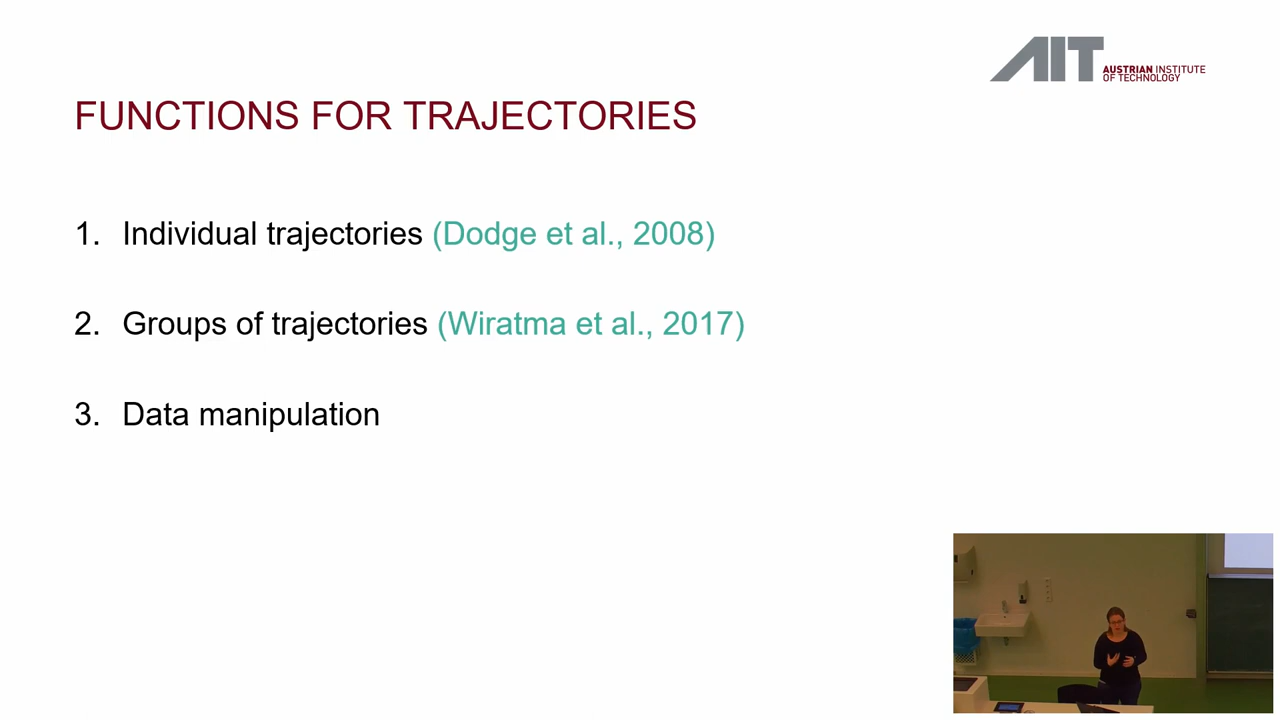 AIT AUSTRIAN INSTITUTE
OF TECHNOLOGY
FUNCTIONS FOR TRAJECTORIES
1. Individual trajectories (Dodge et al., 2008)
2. Groups of trajectories (Wiratma et al., 2017)
3. Data manipulation